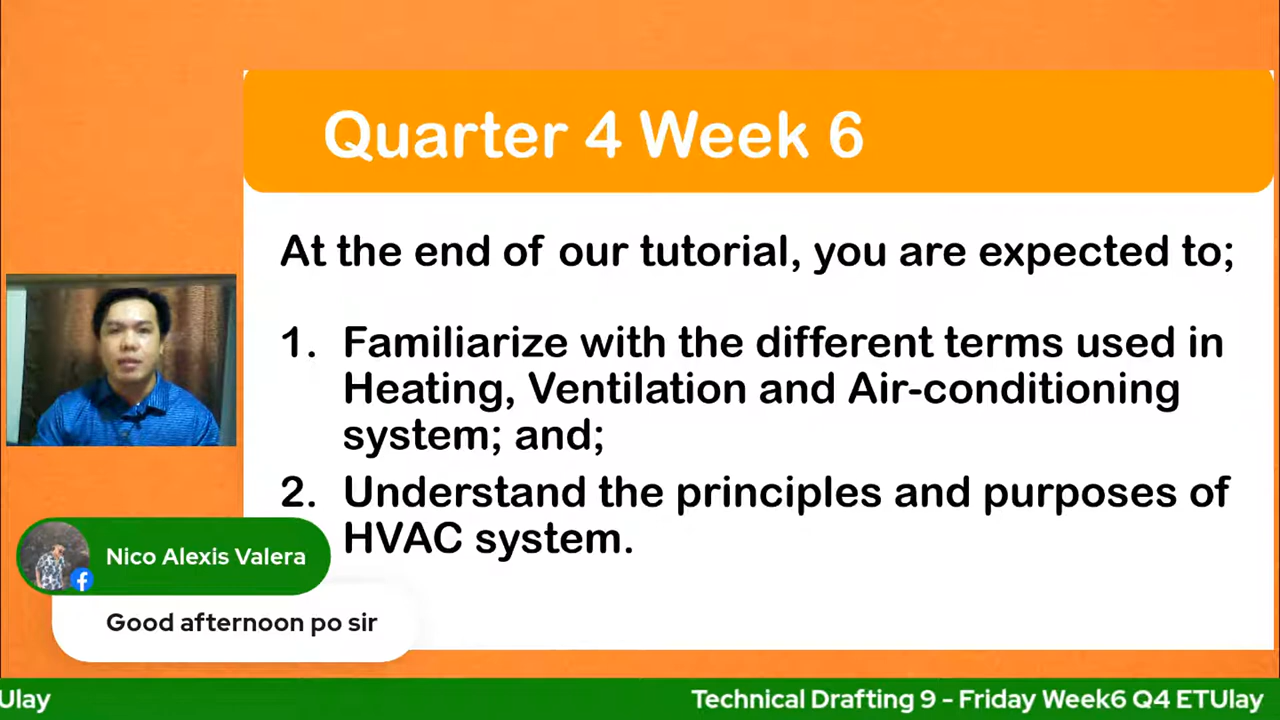 Quarter 4 Week 6
At the end of our tutorial, you are expected to;
1. Familiarize with the different terms used in
Heating, Ventilation and Air-conditioning
system; and;
2. Understand the principles and purposes of
HVAC system.
Nico Alexis Valera
Good afternoon po sir
Ulay
Technical Drafting 9 - Friday Week6 Q4 ETUlay